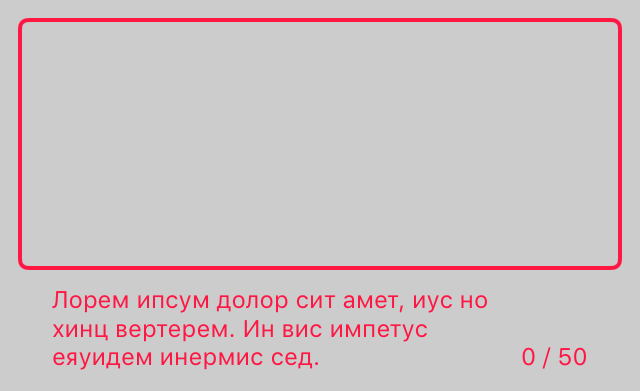 Лорем ипсум долор сит амет, иус но
хинц вертерем. Ин вис импетус
еяуидем инермис сед.
0 / 50